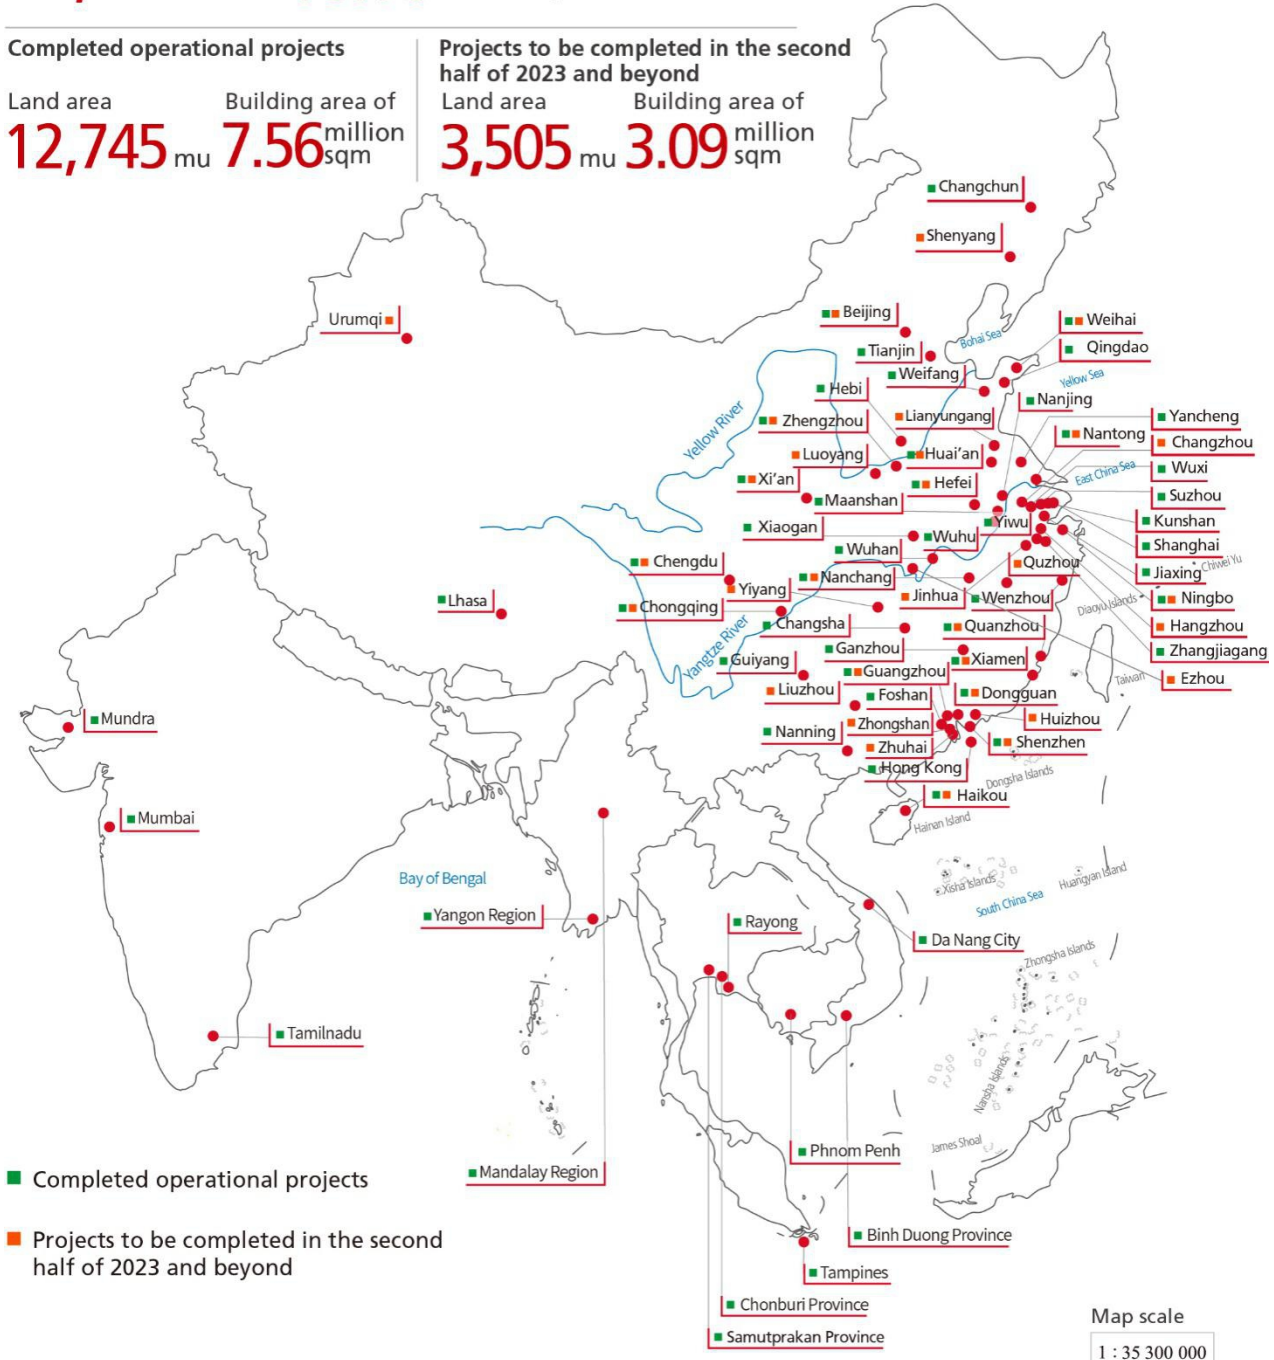 Completed operational projects
Projects to be completed in the second
half of 2023 and beyond
Land area
Building area of
12,745 mu
7.56 million sqm
Land area
Building area of
3,505 mu
3.09 million sqm
Changchun
Shenyang
Urumqi
Beijing
Weihai
Bohai Sea
Tianjin
Qingdao
Weifang
Yellow Sea
Hebi
Nanjing
Yellow River
Zhengzhou
Lianyungang
Yancheng
Nantong
Changzhou
Luoyang
Huai'an
East China Sea
Wuxi
Xi'an
Hefei
Suzhou
Maanshan
Kunshan
Xiaogan
Yiwu
Wuhu
Shanghai
Wuhan
Chengdu
Quzhou
Chiwei Yu
Jiaxing
Nanchang
Yiyang
Lhasa
Jinhua
Wenzhou
Diaoyu Islands
Ningbo
Chongqing
Changsha
Quanzhou
Hangzhou
Yangtze River
Ganzhou
Zhangjiagang
Guiyang
Xiamen
Guangzhou
Taiwan
Ezhou
Liuzhou
Foshan
Dongguan
Mundra
Zhongshan
Huizhou
Nanning
Zhuhai
Shenzhen
Hong Kong
Dongsha Islands
Haikou
Mumbai
Hainan Island
Bay of Bengal
Xisha Islands
Huangyan Island
South China Sea
Yangon Region
Rayong
Da Nang City
Zhongsha Islands
Tamilnadu
Nansha Islands
James Shoal
Phnom Penh
Mandalay Region
Completed operational projects
Projects to be completed in the second
half of 2023 and beyond
Binh Duong Province
Tampines
Chonburi Province
Samutprakan Province
Map scale
1 : 35 300 000